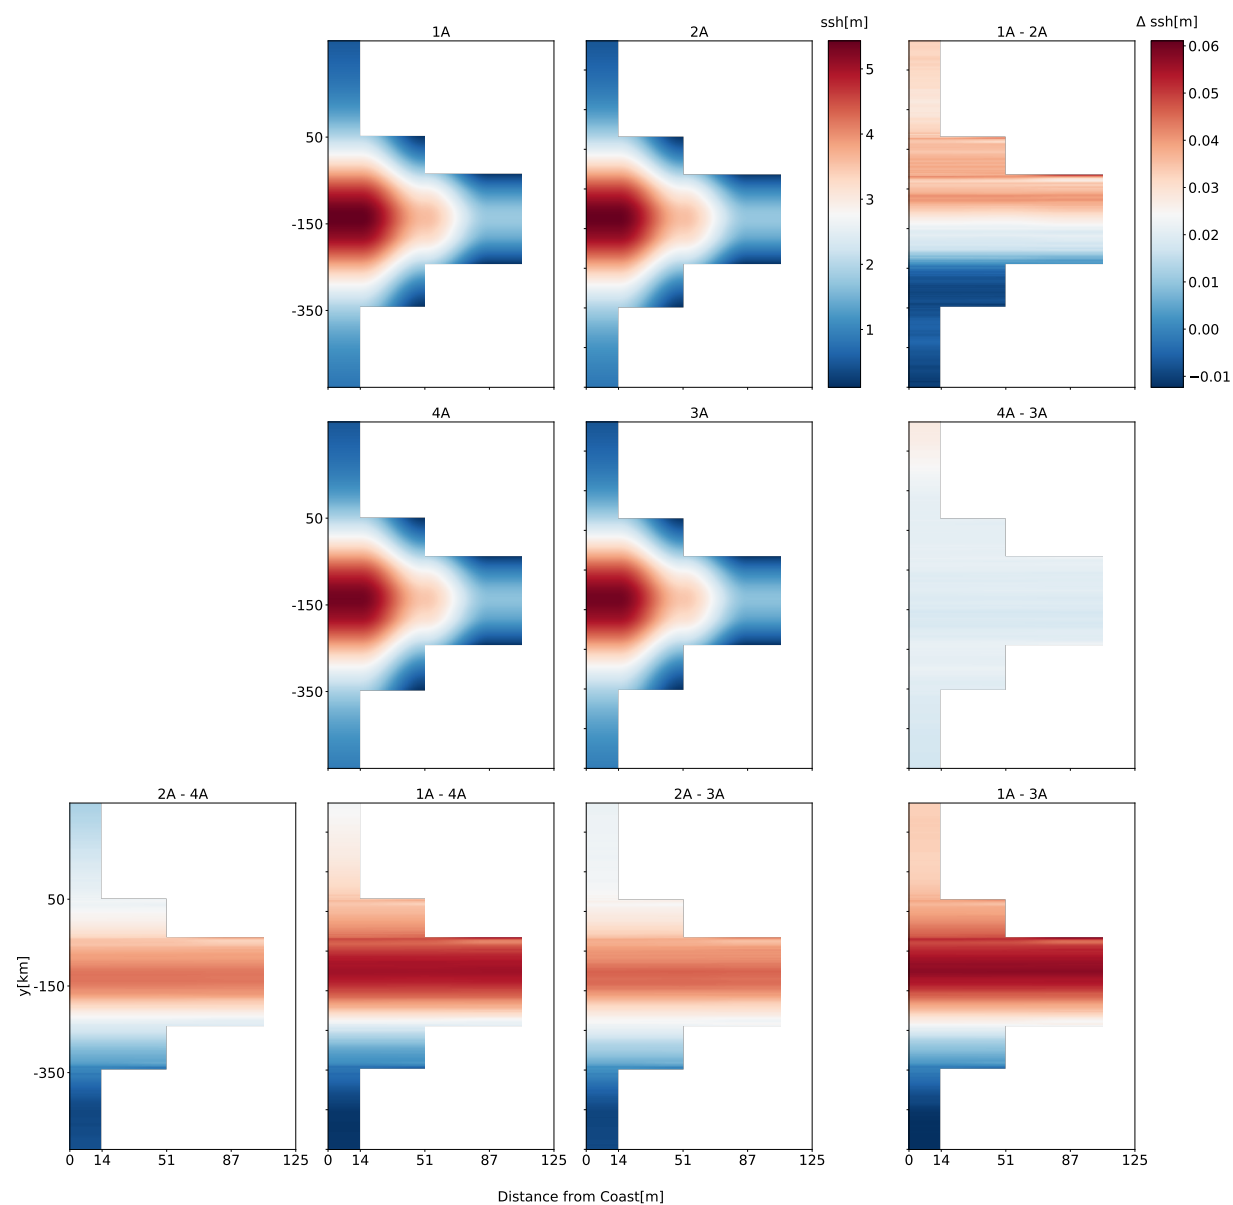 1A
2A
ssh[m]
1A - 2A
Δ ssh[m]
50
-150
-350
5
4
3
2
1
0.06
0.05
0.04
0.03
0.02
0.01
0.00
−0.01
4A
3A
4A - 3A
50
-150
-350
2A - 4A
1A - 4A
2A - 3A
1A - 3A
y[km]
50
-150
-350
0 14 51 87 125
0 14 51 87 125
0 14 51 87 125
0 14 51 87 125
Distance from Coast[m]